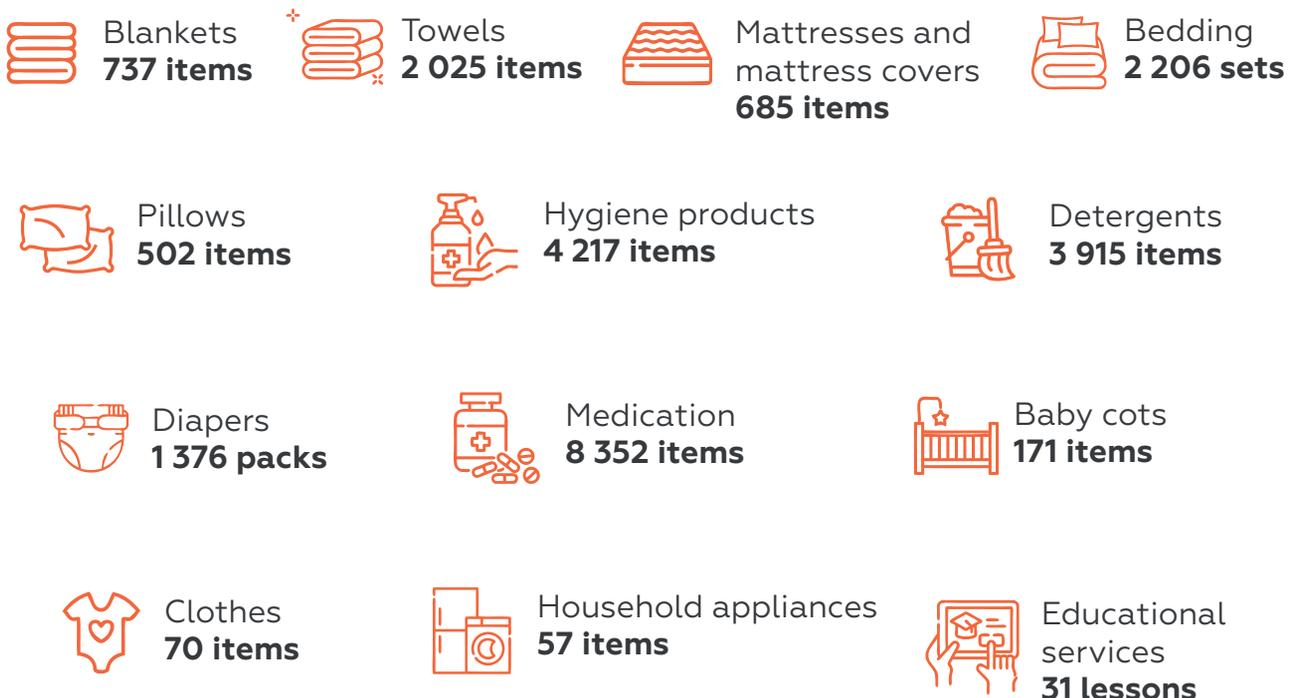 Blankets
737 items
Towels
2 025 items
Mattresses and
mattress covers
685 items
Bedding
2 206 sets
Pillows
502 items
Hygiene products
4 217 items
Detergents
3 915 items
Diapers
1 376 packs
Medication
8 352 items
Baby cots
171 items
Clothes
70 items
Household appliances
57 items
Educational
services
31 lessons